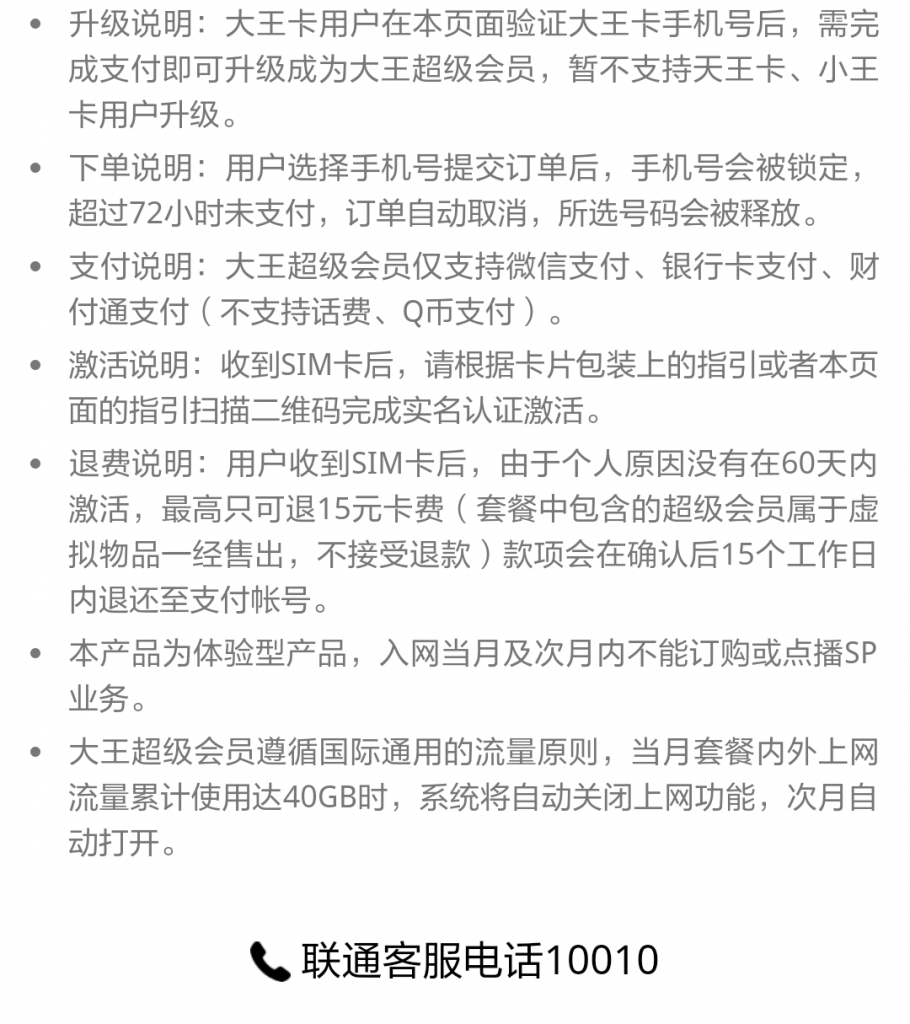 • 升级说明：大王卡用户在本页面验证大王卡手机号后，需完
成支付即可升级成为大王超级会员，暂不支持天王卡、小王
卡用户升级。
• 下单说明：用户选择手机号提交订单后，手机号会被锁定，
超过72小时未支付，订单自动取消，所选号码会被释放。
• 支付说明：大王超级会员仅支持微信支付、银行卡支付、财
付通支付（不支持话费、Q币支付）。
• 激活说明：收到SIM卡后，请根据卡片包装上的指引或者本页
面的指引扫描二维码完成实名认证激活。
• 退费说明：用户收到SIM卡后，由于个人原因没有在60天内
激活，最高只可退15元卡费（套餐中包含的超级会员属于虚
拟物品一经售出，不接受退款）款项会在确认后15个工作日
内退还至支付帐号。
• 本产品为体验型产品，入网当月及次月内不能订购或点播SP
业务。
• 大王超级会员遵循国际通用的流量原则，当月套餐内外上网
流量累计使用达40GB时，系统将自动关闭上网功能，次月自
动打开。
联通客服电话10010